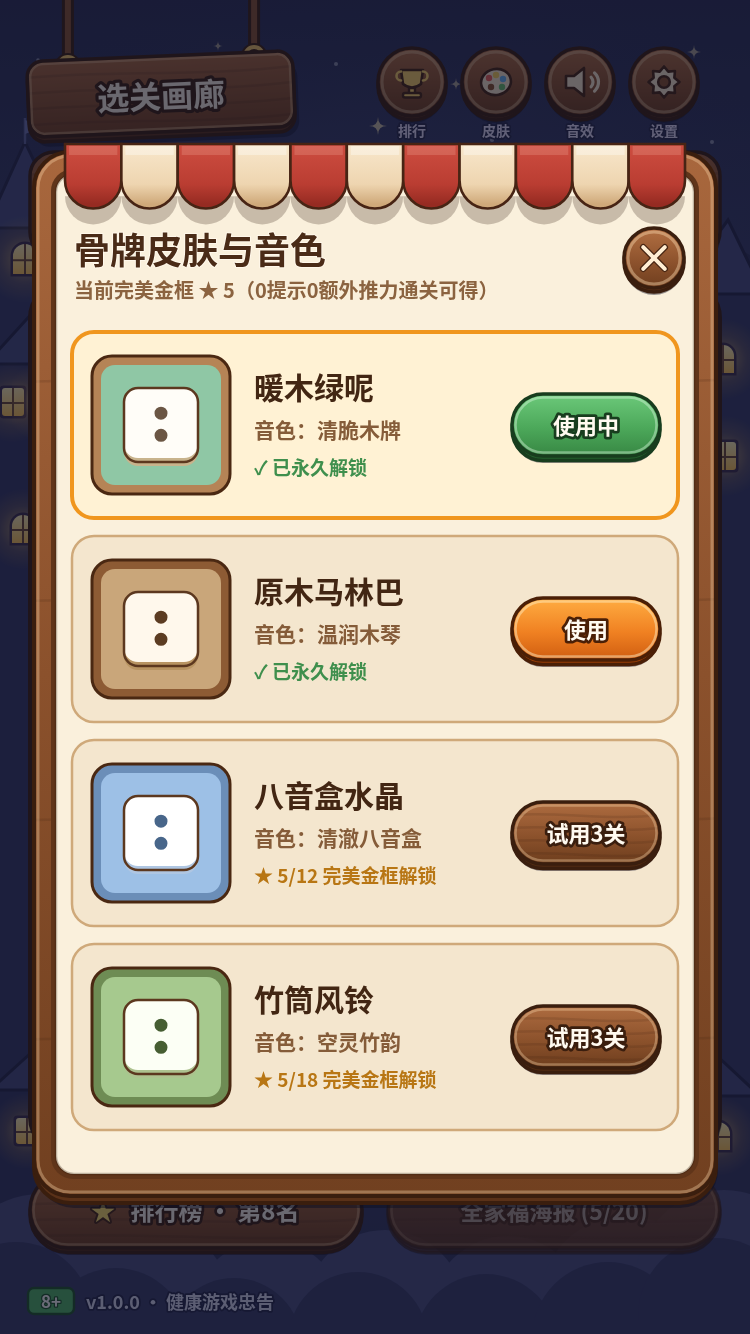 选关画廊
排行
皮肤
音效
设置
骨牌皮肤与音色
当前完美金框 ★ 5（0提示0额外推力通关可得）
暖木绿呢
音色：清脆木牌
✓已永久解锁
使用中
原木马林巴
音色：温润木琴
✓已永久解锁
使用
八音盒水晶
音色：清澈八音盒
★ 5/12 完美金框解锁
试用3关
竹筒风铃
音色：空灵竹韵
★ 5/18 完美金框解锁
试用3关
★ 排行榜 · 第8名
全家福海报 (5/20)
8+
v1.0.0 · 健康游戏忠告